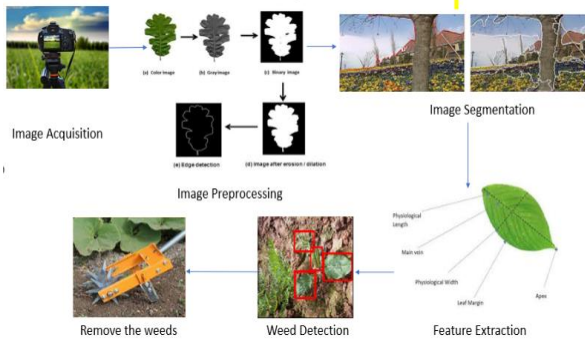 (a) Color Image
(b) Gray Image
(c) Binary Image
Image Acquisition
(e) Edge detection
(d) Image after erosion / dilation
Image Preprocessing
Image Segmentation
Physiological
Length
Main vein
Physiological Width
Leaf Margin
Apex
Remove the weeds
Weed Detection
Feature Extraction